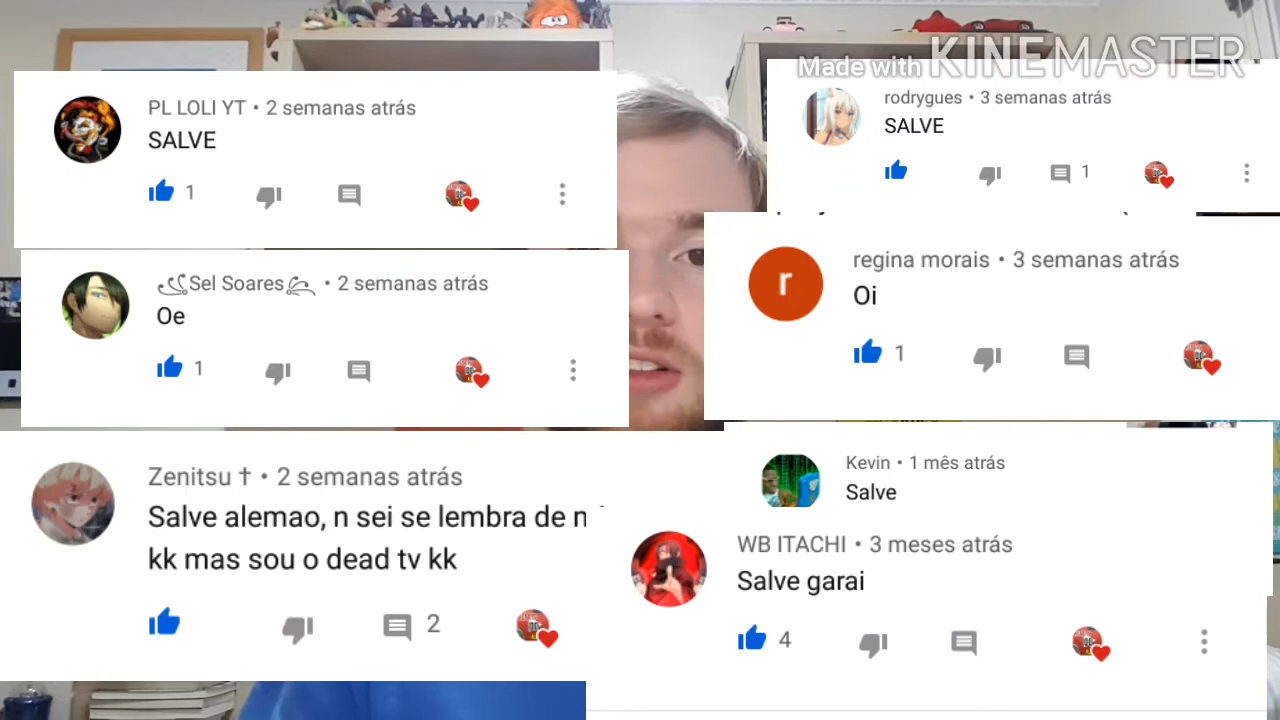 Made with KINEMASTER
PL LOLI YT • 2 semanas atrás
SALVE
1
Sel Soares • 2 semanas atrás
Oe
1
Zenitsu † • 2 semanas atrás
Salve alemao, n sei se lembra de
kk mas sou o dead tv kk
2
rodrygues • 3 semanas atrás
SALVE
1
regina morais • 3 semanas atrás
r
Oi
1
Kevin • 1 mês atrás
Salve
WB ITACHI • 3 meses atrás
Salve garai
4